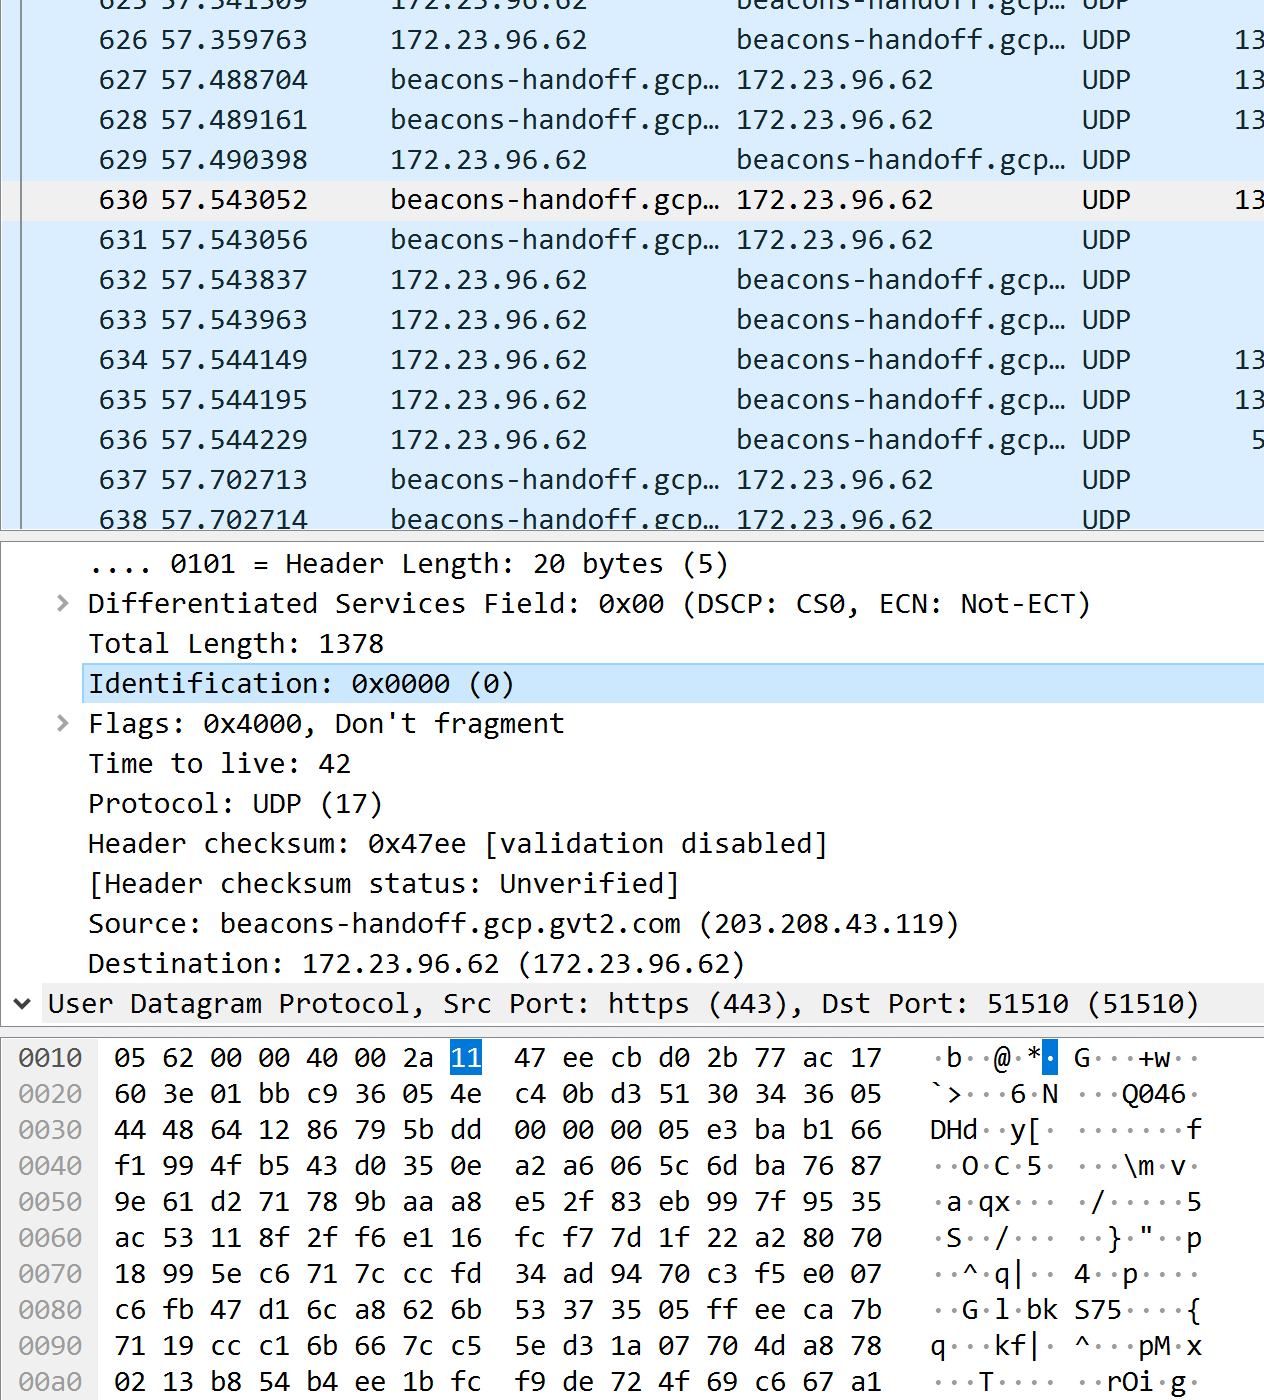 625 57.541309 172.23.96.62 beacons-handoff.gcp… UDP
626 57.359763 172.23.96.62 beacons-handoff.gcp… UDP 13
627 57.488704 beacons-handoff.gcp… 172.23.96.62 UDP 13
628 57.489161 beacons-handoff.gcp… 172.23.96.62 UDP 13
629 57.490398 172.23.96.62 beacons-handoff.gcp… UDP
630 57.543052 beacons-handoff.gcp… 172.23.96.62 UDP 13
631 57.543056 beacons-handoff.gcp… 172.23.96.62 UDP
632 57.543837 172.23.96.62 beacons-handoff.gcp… UDP
633 57.543963 172.23.96.62 beacons-handoff.gcp… UDP
634 57.544149 172.23.96.62 beacons-handoff.gcp… UDP 13
635 57.544195 172.23.96.62 beacons-handoff.gcp… UDP 13
636 57.544229 172.23.96.62 beacons-handoff.gcp… UDP 5
637 57.702713 beacons-handoff.gcp… 172.23.96.62 UDP
638 57.702714 beacons-handoff.gcp… 172.23.96.62 UDP
.... 0101 = Header Length: 20 bytes (5)
Differentiated Services Field: 0x00 (DSCP: CS0, ECN: Not-ECT)
Total Length: 1378
Identification: 0x0000 (0)
Flags: 0x4000, Don't fragment
Time to live: 42
Protocol: UDP (17)
Header checksum: 0x47ee [validation disabled]
[Header checksum status: Unverified]
Source: beacons-handoff.gcp.gvt2.com (203.208.43.119)
Destination: 172.23.96.62 (172.23.96.62)
User Datagram Protocol, Src Port: https (443), Dst Port: 51510 (51510)
0010 05 62 00 00 40 00 2a 11 47 ee cb d0 2b 77 ac 17 ·b··@·*· G···+w··
0020 60 3e 01 bb c9 36 05 4e c4 0b d3 51 30 34 36 05 `>···6·N ···Q046·
0030 44 48 64 12 86 79 5b dd 00 00 00 05 e3 ba b1 66 DHd··y[· ·······f
0040 f1 99 4f b5 43 d0 35 0e a2 a6 06 5c 6d ba 76 87 ··O·C·5· ···\m·v·
0050 9e 61 d2 71 78 9b aa a8 e5 2f 83 eb 99 7f 95 35 ·a·qx··· ·/·····5
0060 ac 53 11 8f 2f f6 e1 16 fc f7 7d 1f 22 a2 80 70 ·S··/··· ··}·"··p
0070 18 99 5e c6 71 7c cc fd 34 ad 94 70 c3 f5 e0 07 ··^·q|·· 4··p····
0080 c6 fb 47 d1 6c a8 62 6b 53 37 35 05 ff ee ca 7b ··G·l·bk S75····{
0090 71 19 cc c1 6b 66 7c c5 5e d3 1a 07 70 4d a8 78 q···kf|· ^···pM·x
00a0 02 13 b8 54 b4 ee 1b fc f9 de 72 4f 69 c6 67 a1 ···T···· ··rOi·g·